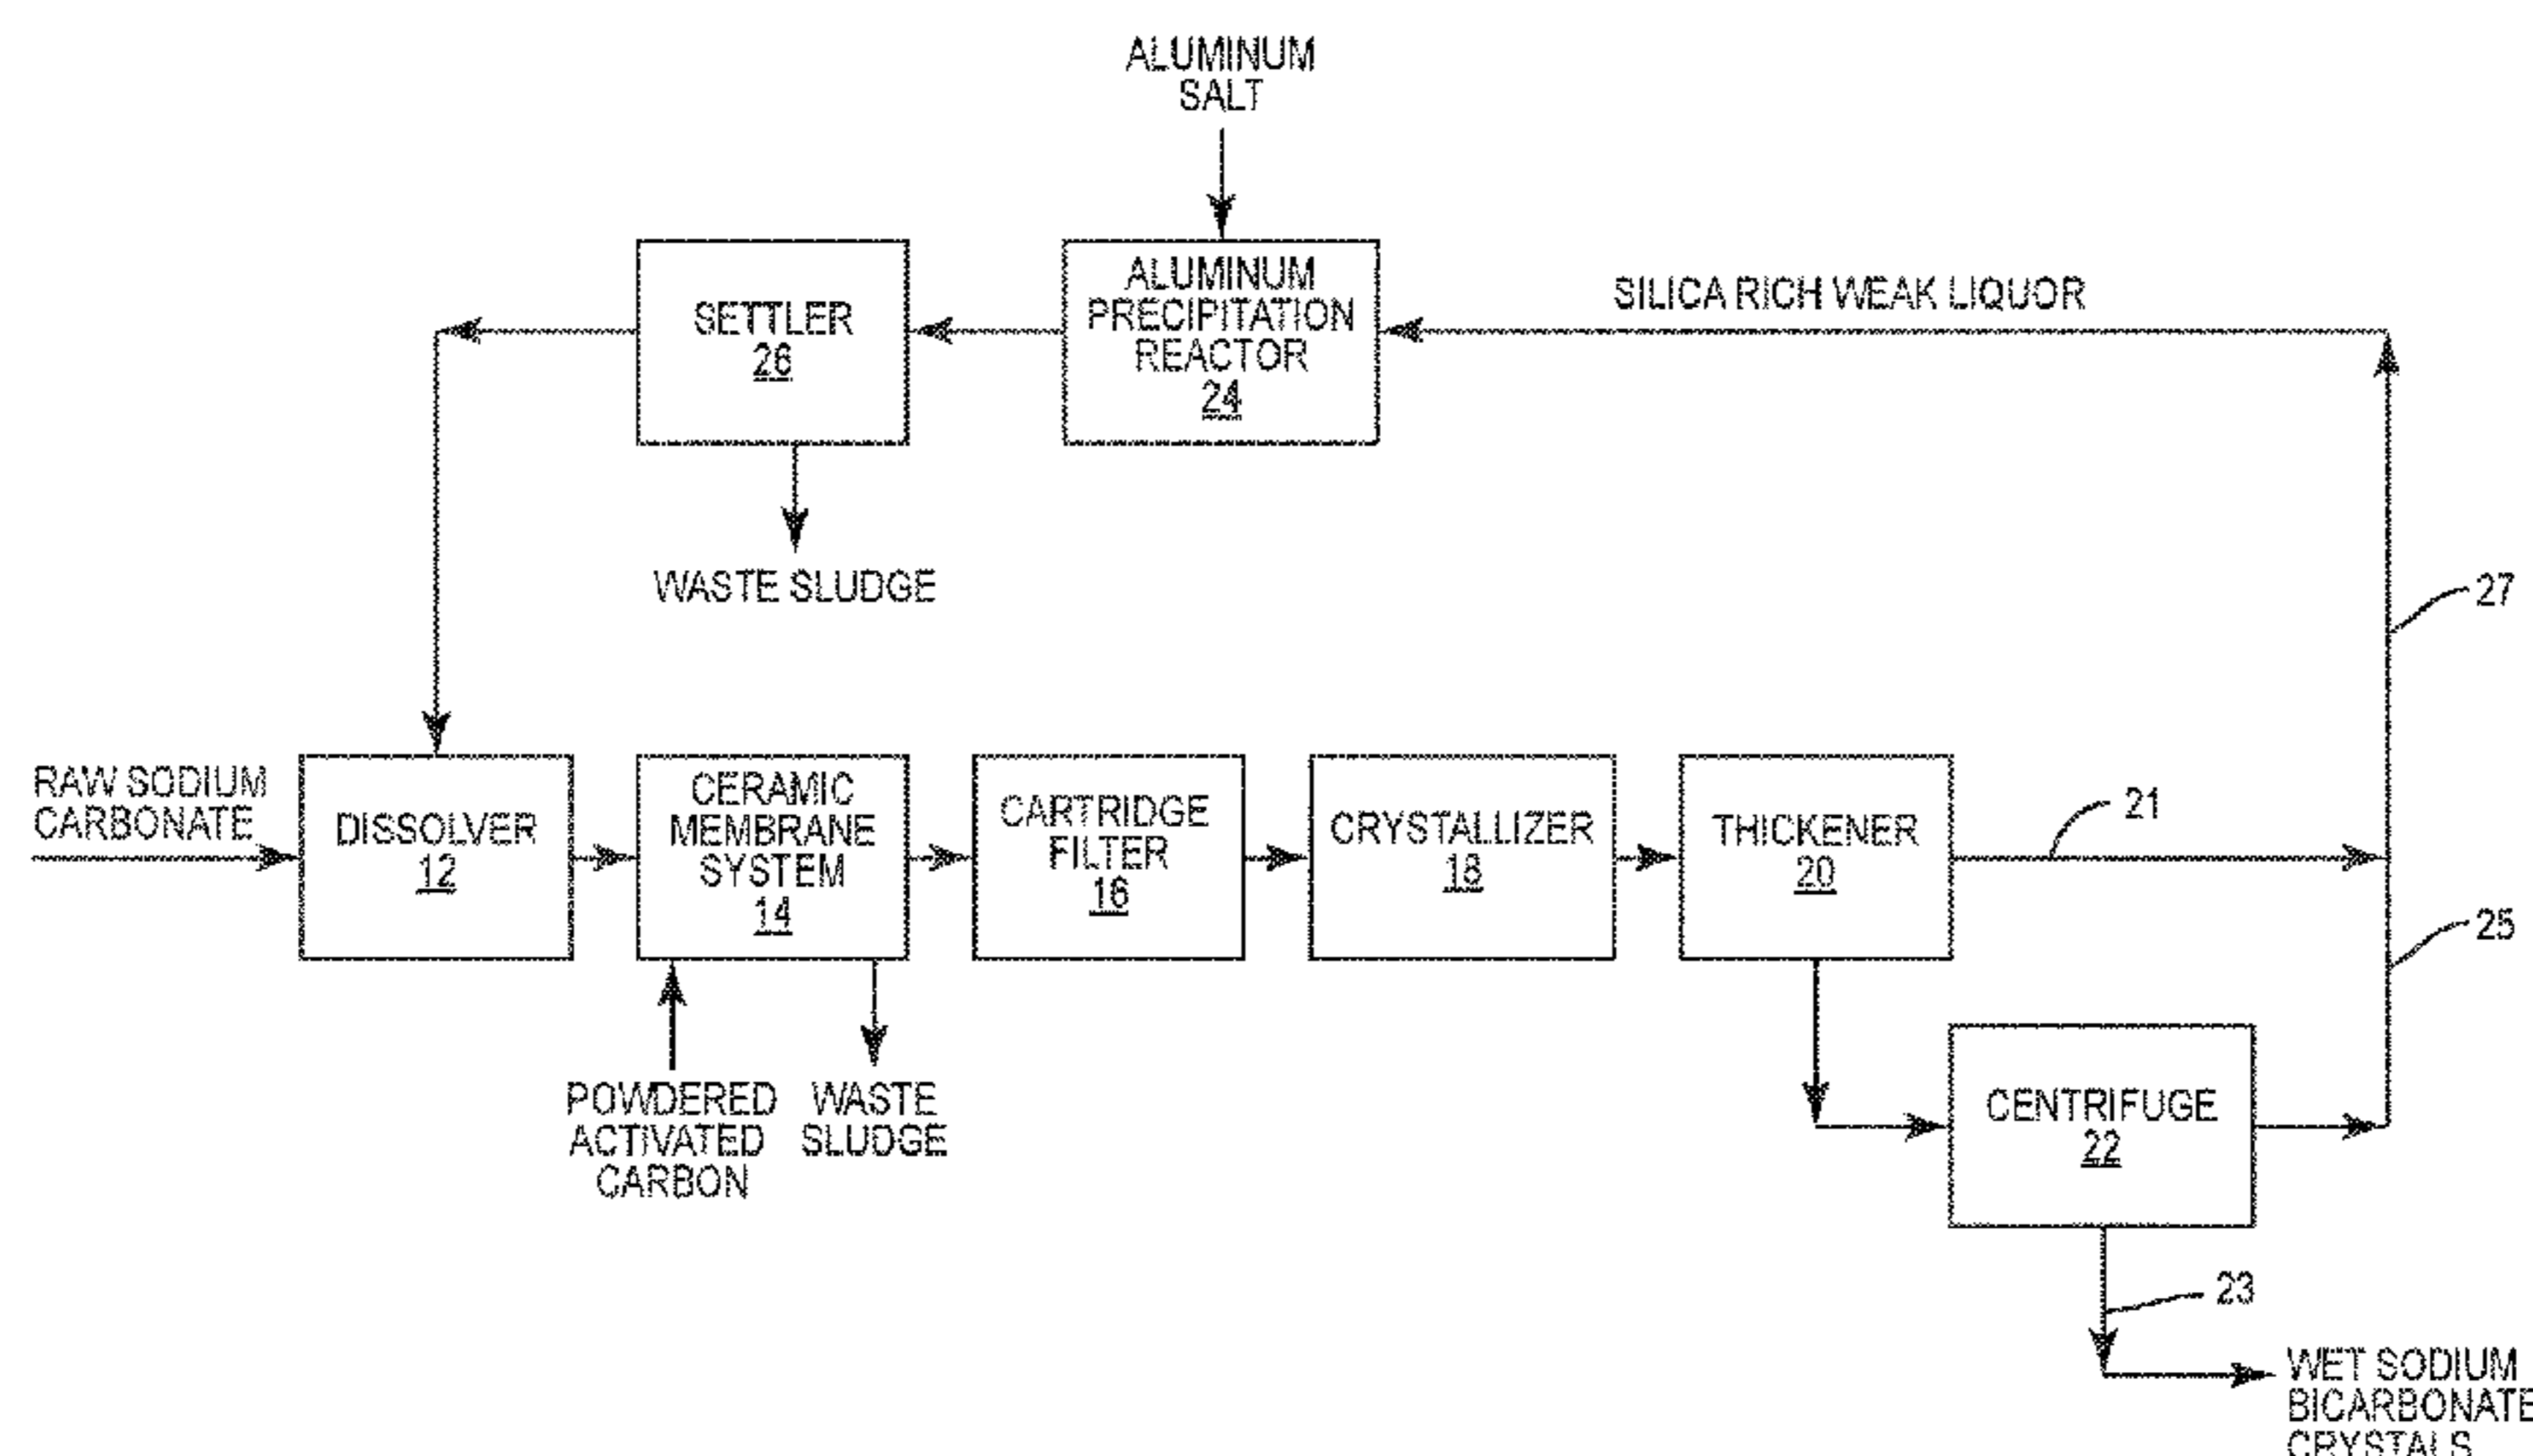 ALUMINUM
SALT
SETTLER
26
ALUMINUM
PRECIPITATION
REACTOR
24
SILICA RICH WEAK LIQUOR
WASTE SLUDGE
27
RAW SODIUM
CARBONATE
DISSOLVER
12
CERAMIC
MEMBRANE
SYSTEM
14
CARTRIDGE
FILTER
16
CRYSTALLIZER
18
THICKENER
20
21
25
POWDERED
ACTIVATED
CARBON
WASTE
SLUDGE
CENTRIFUGE
22
23
WET SODIUM
BICARBONATE
CRYSTALS